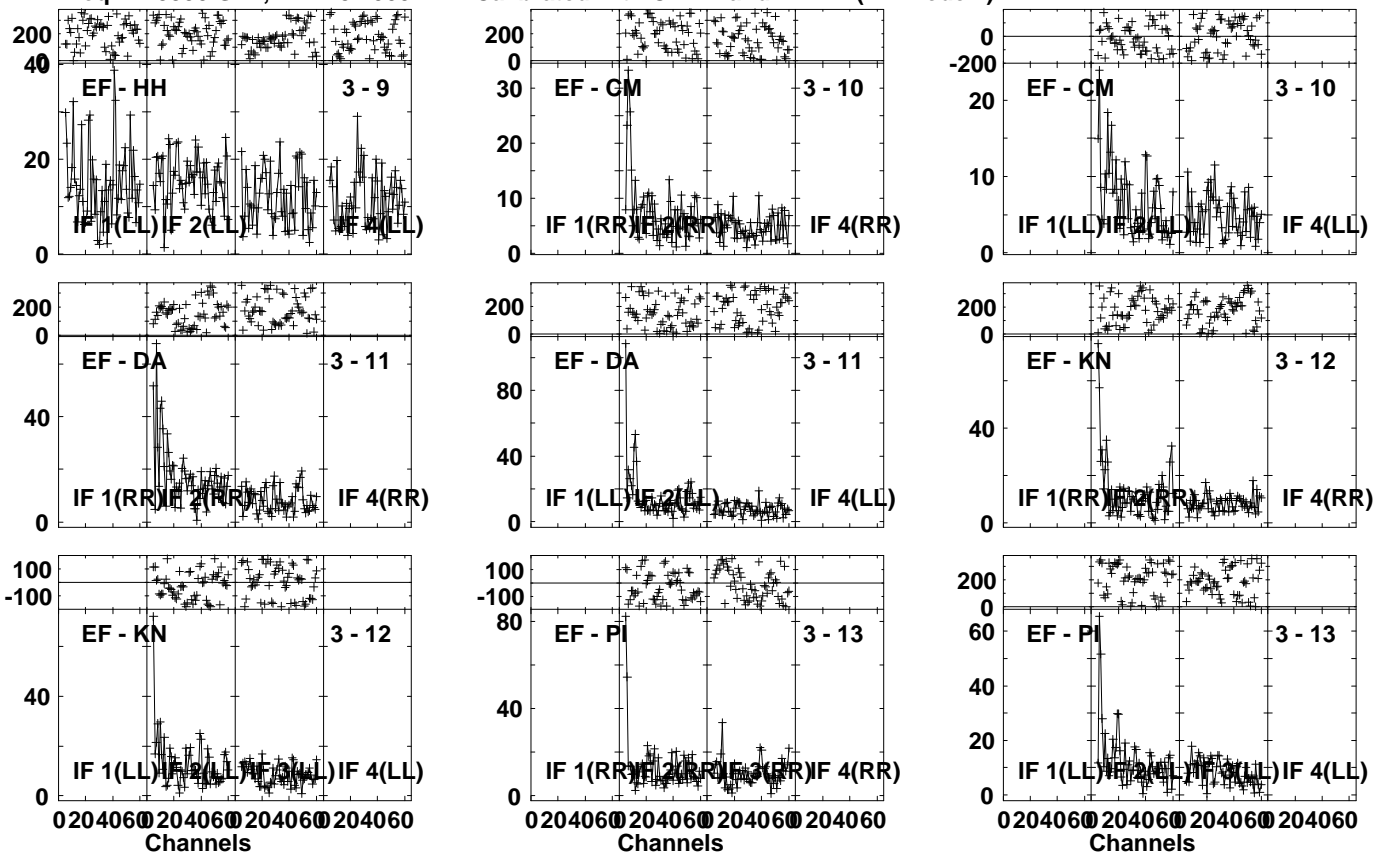 200
0
200
0
0
-200
40
20
0
EF - HH
3 - 9
IF 1(LL)
IF 2(LL)
IF 4(LL)
30
20
10
0
EF - CM
3 - 10
IF 1(RR)
IF 2(RR)
IF 4(RR)
20
10
0
EF - CM
3 - 10
IF 1(LL)
IF 2(LL)
IF 4(LL)
200
0
200
0
200
0
40
0
EF - DA
3 - 11
IF 1(RR)
IF 2(RR)
IF 4(RR)
80
40
0
EF - DA
3 - 11
IF 1(LL)
IF 2(LL)
IF 4(LL)
40
0
EF - KN
3 - 12
IF 1(RR)
IF 2(RR)
IF 4(RR)
100
-100
100
-100
200
0
40
0
EF - KN
3 - 12
IF 1(LL)
IF 2(LL)
IF 3(LL)
IF 4(LL)
80
40
0
EF - PI
3 - 13
IF 1(RR)
IF 2(RR)
IF 3(RR)
IF 4(RR)
60
40
20
0
EF - PI
3 - 13
IF 1(LL)
IF 2(LL)
IF 3(LL)
IF 4(LL)
0 20 40 60 0 20 40 60 0 20 40 60 0 20 40 60
Channels
0 20 40 60 0 20 40 60 0 20 40 60 0 20 40 60
Channels
0 20 40 60 0 20 40 60 0 20 40 60 0 20 40 60
Channels